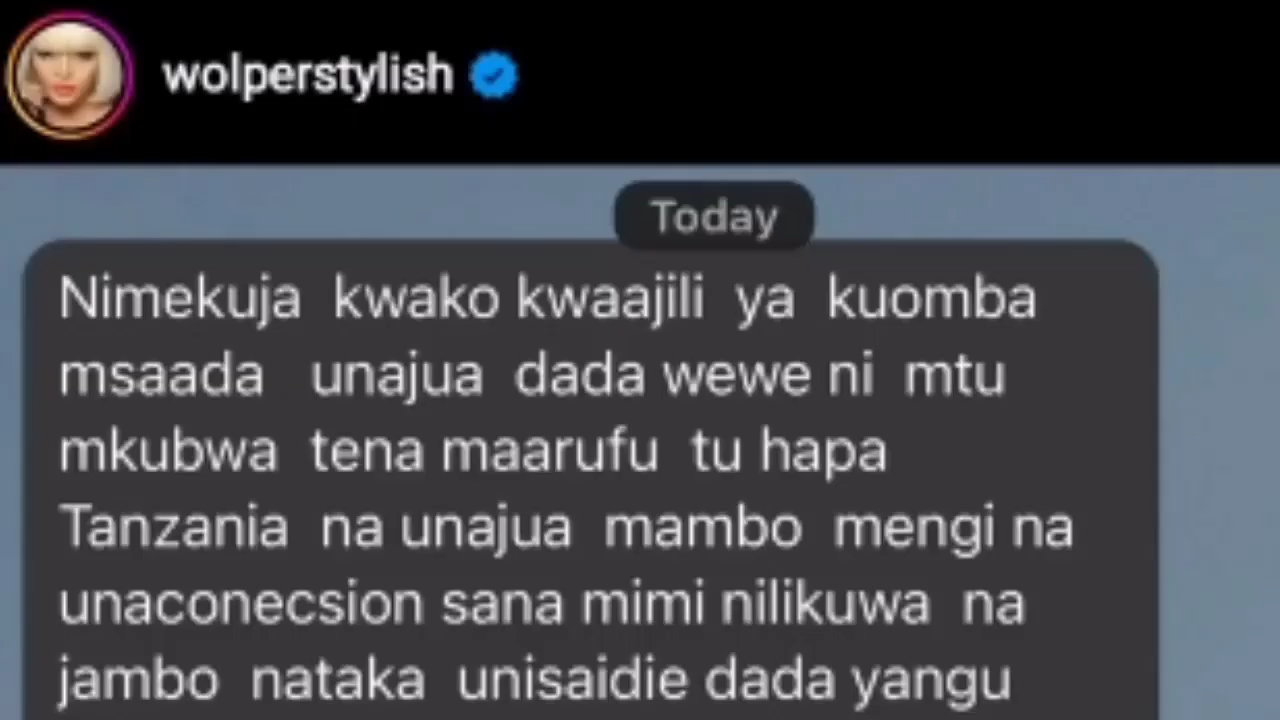 wolperstylish
Today
Nimekuja kwako kwaajili ya kuomba
msaada unajua dada wewe ni mtu
mkubwa tena maarufu tu hapa
Tanzania na unajua mambo mengi na
unaconecsion sana mimi nilikuwa na
jambo nataka unisaidie dada yangu